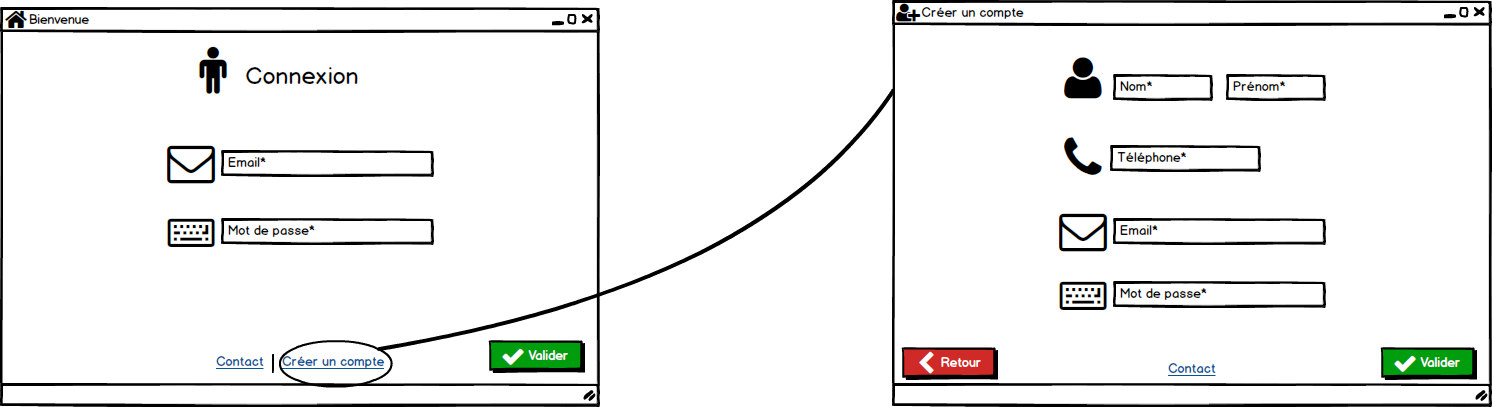 Bienvenue
Connexion
Email*
Mot de passe*
Contact | Créer un compte
Valider
Créer un compte
Nom* Prénom*
Téléphone*
Email*
Mot de passe*
Retour
Contact
Valider